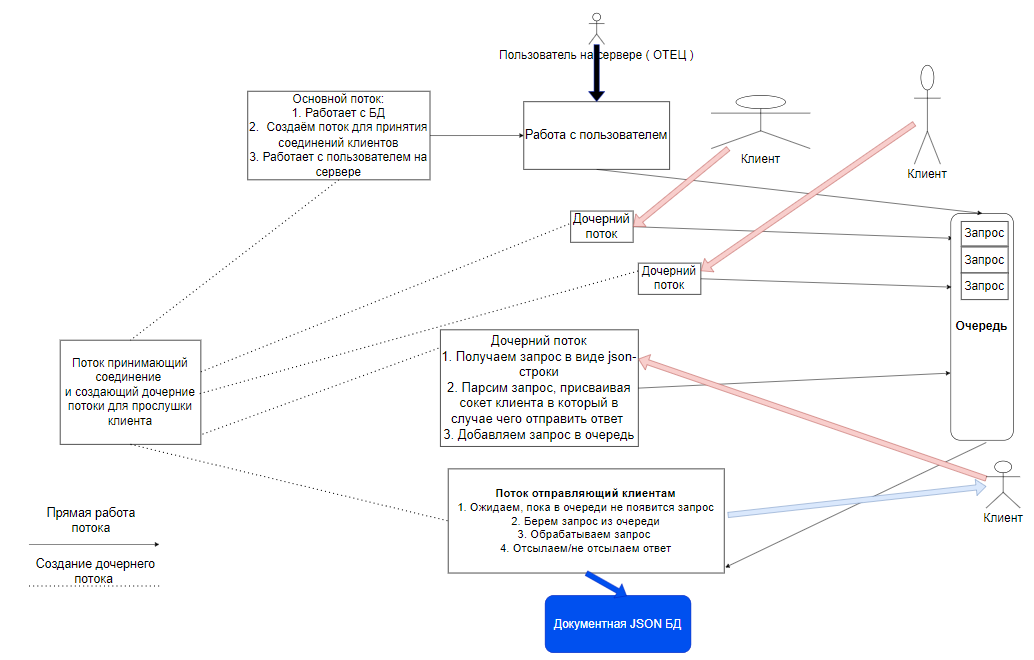 Пользователь на сервере ( ОТЕЦ )
Основной поток:
1. Работает с БД
2. Создаём поток для принятия
соединений клиентов
3. Работает с пользователем на
сервере
Работа с пользователем
Клиент
Клиент
Дочерний
поток
Дочерний
поток
Запрос
Запрос
Запрос
Очередь
Поток принимающий
соединение
и создающий дочерние
потоки для прослушки
клиента
Дочерний поток
1. Получаем запрос в виде json-
строки
2. Парсим запрос, присваивая
сокет клиента в который в
случае чего отправить ответ
3. Добавляем запрос в очередь
Поток отправляющий клиентам
1. Ожидаем, пока в очереди не появится запрос
2. Берем запрос из очереди
3. Обрабатываем запрос
4. Отсылаем/не отсылаем ответ
Клиент
Прямая работа
потока
Создание дочернего
потока
Документная JSON БД